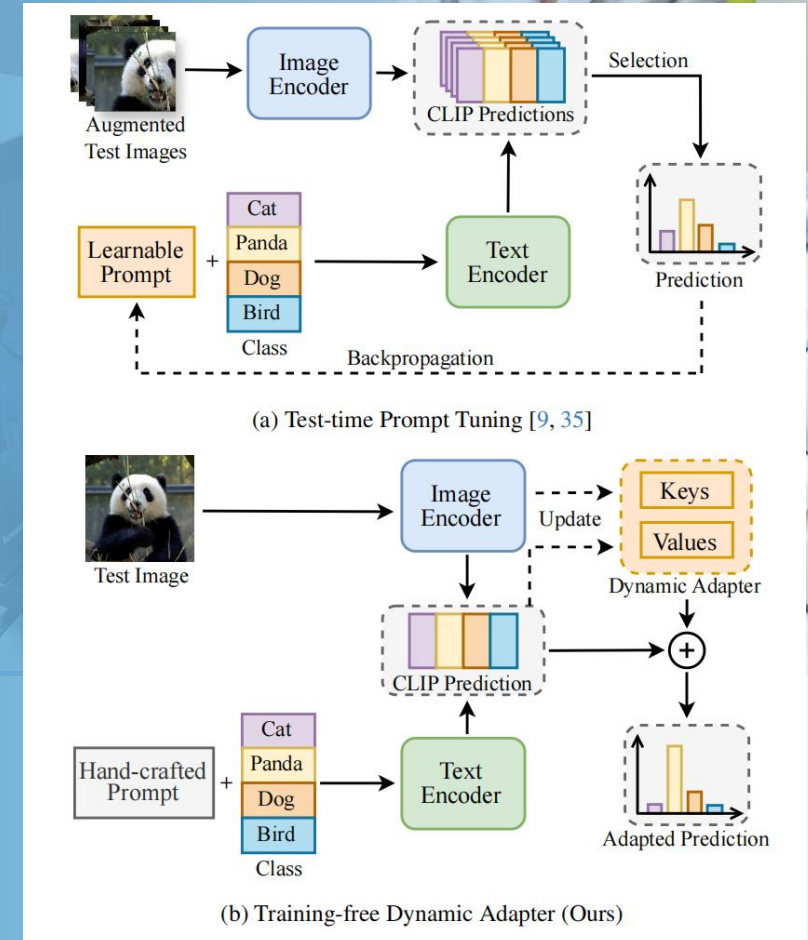 Augmented
Test Images
Image
Encoder
CLIP Predictions
Selection
Learnable
Prompt
+
Cat
Panda
Dog
Bird
Class
Text
Encoder
Prediction
Backpropagation
(a) Test-time Prompt Tuning [9, 35]
Test Image
Image
Encoder
Update
Keys
Values
Dynamic Adapter
CLIP Prediction
+
Hand-crafted
Prompt
+
Cat
Panda
Dog
Bird
Class
Text
Encoder
Adapted Prediction
(b) Training-free Dynamic Adapter (Ours)